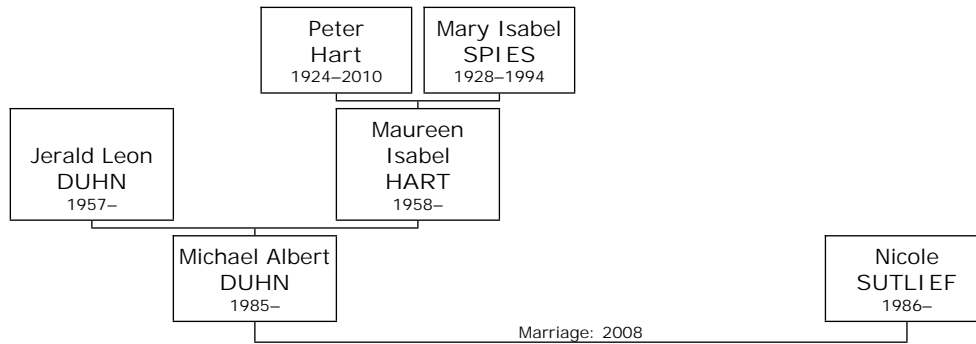 Peter
Hart
1924–2010
Mary Isabel
SPIES
1928–1994
Jerald Leon
DUHN
1957–
Maureen
Isabel
HART
1958–
Michael Albert
DUHN
1985–
Nicole
SUTLIEF
1986–
Marriage: 2008